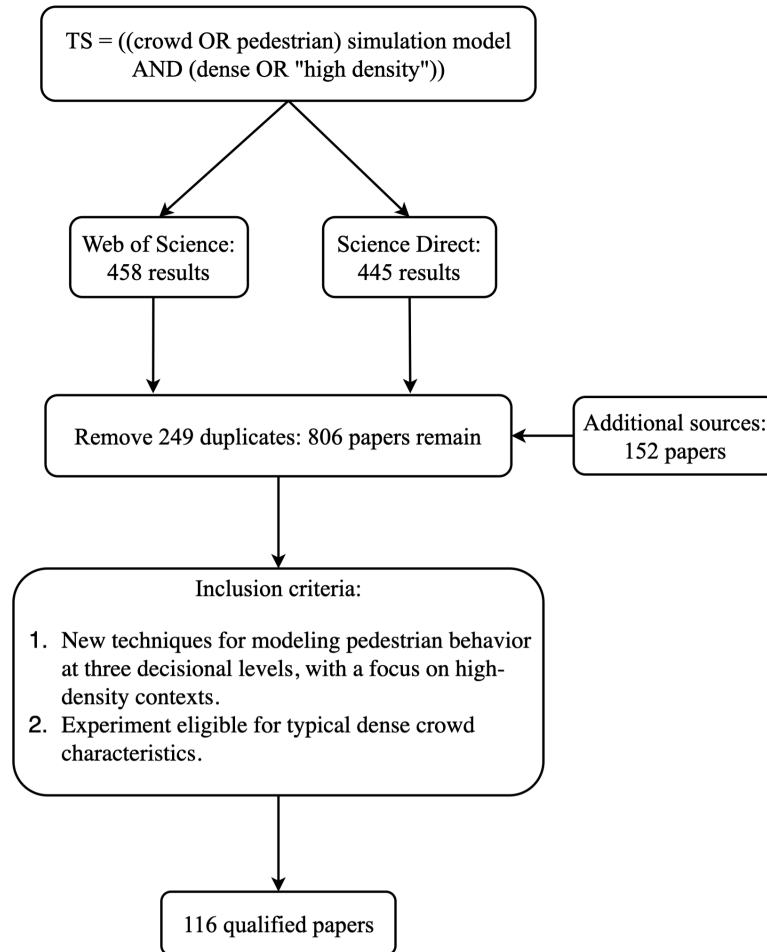 TS = ((crowd OR pedestrian) simulation model
AND (dense OR "high density"))
Web of Science:
458 results
Science Direct:
445 results
Remove 249 duplicates: 806 papers remain
Additional sources:
152 papers
Inclusion criteria:
1. New techniques for modeling pedestrian behavior
at three decisional levels, with a focus on high-
density contexts.
2. Experiment eligible for typical dense crowd
characteristics.
116 qualified papers